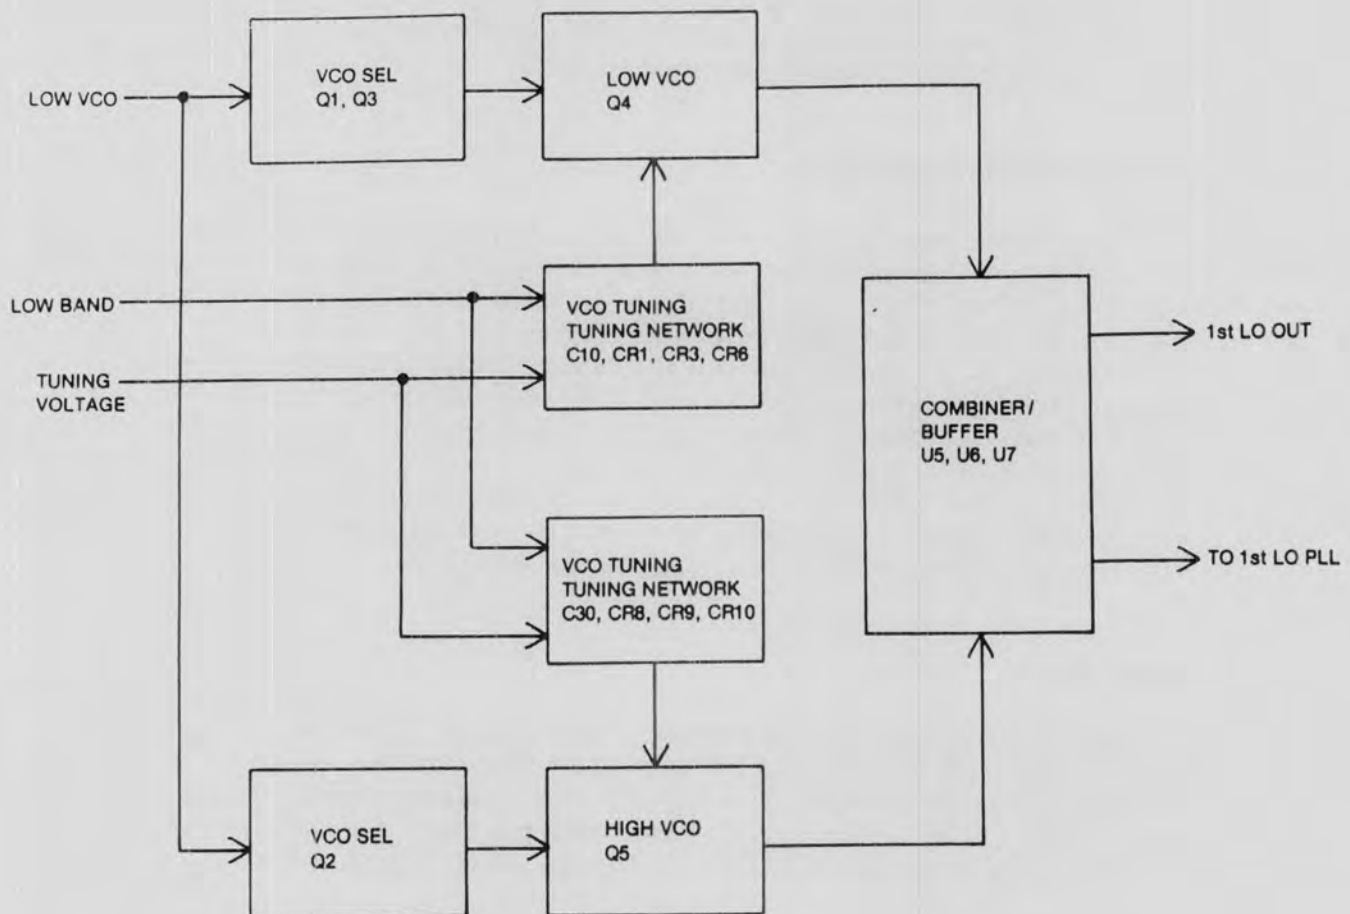 LOW VCO
VCO SEL
Q1, Q3
LOW VCO
Q4
LOW BAND
TUNING
VOLTAGE
VCO TUNING
TUNING NETWORK
C10, CR1, CR3, CR6
VCO TUNING
TUNING NETWORK
C30, CR8, CR9, CR10
COMBINER/
BUFFER
U5, U6, U7
1st LO OUT
TO 1st LO PLL
VCO SEL
Q2
HIGH VCO
Q5